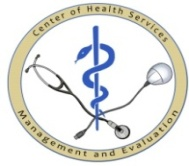 Center of Health Services
Management and Evaluation